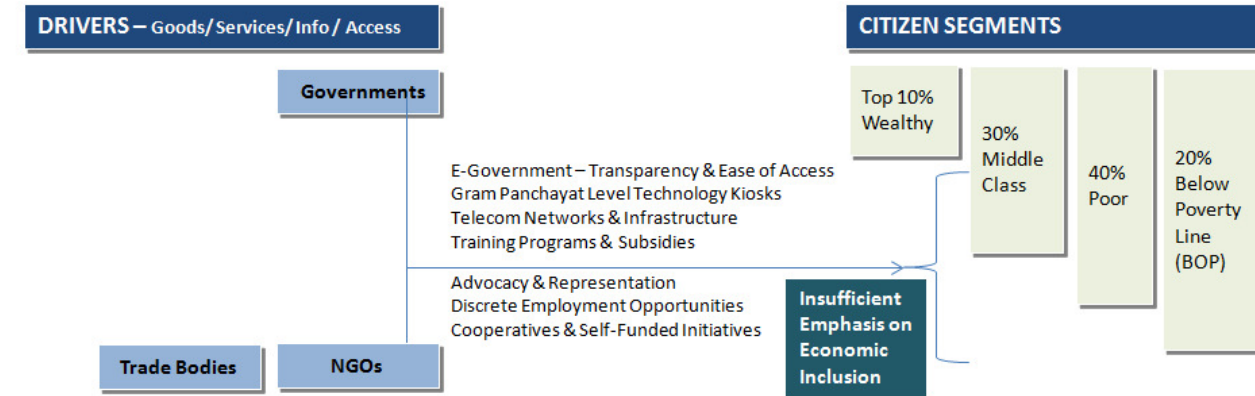 DRIVERS – Goods/ Services/ Info / Access
CITIZEN SEGMENTS
Governments
Top 10%
Wealthy
30%
Middle
Class
40%
Poor
20%
Below
Poverty
Line
(BOP)
E-Government – Transparency & Ease of Access
Gram Panchayat Level Technology Kiosks
Telecom Networks & Infrastructure
Training Programs & Subsidies
Advocacy & Representation
Discrete Employment Opportunities
Cooperatives & Self-Funded Initiatives
Insufficient
Emphasis on
Economic
Inclusion
Trade Bodies
NGOs